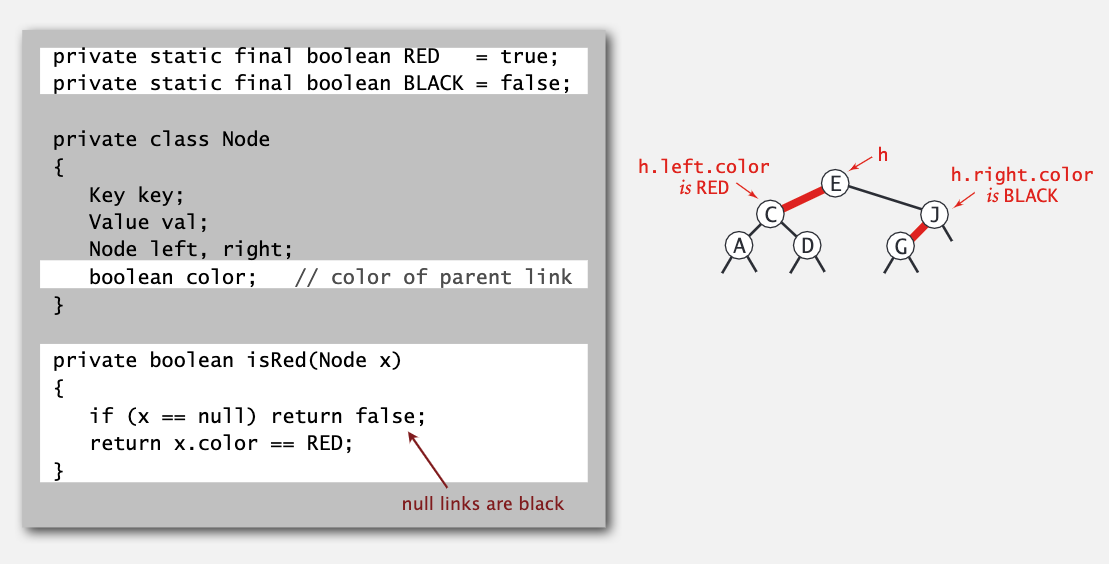 private static final boolean RED   = true;
private static final boolean BLACK = false;
private class Node
{
   Key key;
   Value val;
   Node left, right;
   boolean color;   // color of parent link
}
private boolean isRed(Node x)
{
   if (x == null) return false;
   return x.color == RED;
}
null links are black
h.left.color
is RED
h
h.right.color
is BLACK
E
C
J
A
D
G